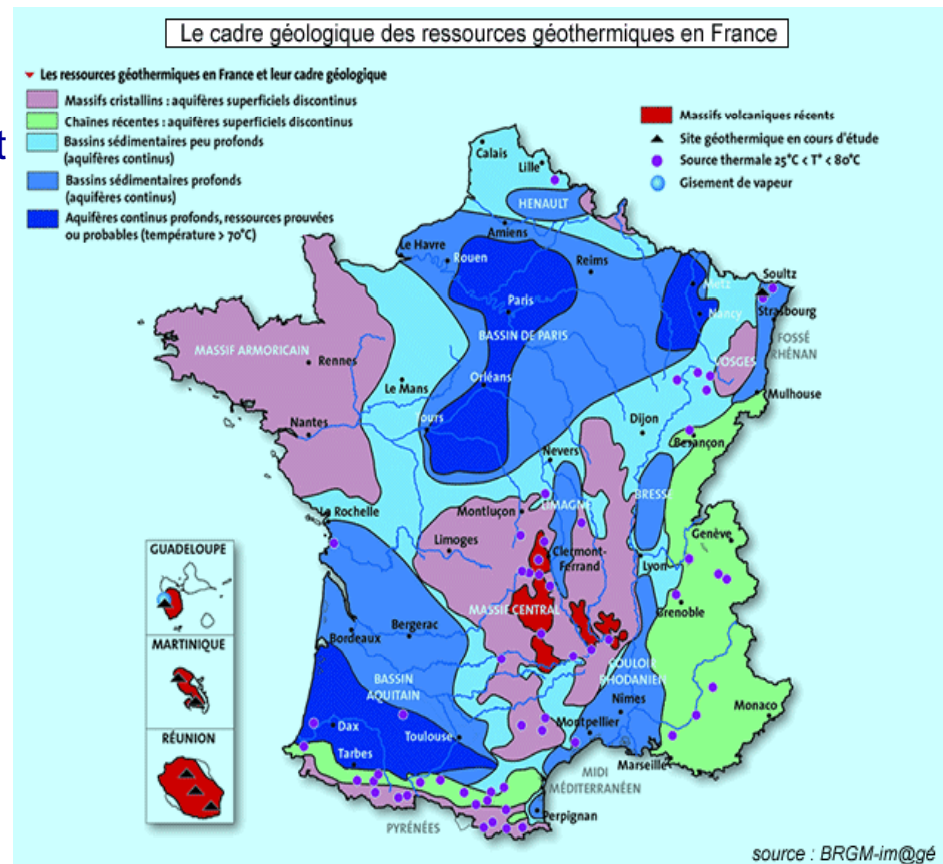 Le cadre géologique des ressources géothermiques en France
Les ressources géothermiques en France et leur cadre géologique
Massifs cristallins : aquifères superficiels discontinus
Chaînes récentes : aquifères superficiels discontinus
t
Bassins sédimentaires peu profonds
(aquifères continus)
Bassins sédimentaires profonds
(aquifères continus)
Aquifères continus profonds, ressources prouvées
ou probables (température > 70°C)
Massifs volcaniques récents
Site géothermique en cours d'étude
Source thermale 25°C < T° < 80°C
Gisement de vapeur
Calais
Lille
HENAULT
Amiens
Le Havre
Rouen
Reims
Metz
Soultz
Paris
Nancy
Strasbourg
BASSIN DE PARIS
FOSSÉ
RHÉNAN
MASSIF ARMORICAIN
Rennes
VOSGES
Orléans
Le Mans
Mulhouse
Nantes
Tours
Dijon
Besançon
Nevers
BRESSE
La Rochelle
Montluçon
LIMAGNE
Genève
Limoges
Clermont-
Ferrand
Lyon
Grenoble
MASSIF CENTRAL
Bordeaux
Bergerac
COULOIR
RHODANIEN
BASSIN
AQUITAIN
Nîmes
Monaco
Dax
Toulouse
Montpellier
Tarbes
Marseille
MIDI
MÉDITERRANÉEN
PYRÉNÉES
Perpignan
GUADELOUPE
MARTINIQUE
RÉUNION
source : BRGM-im@gé